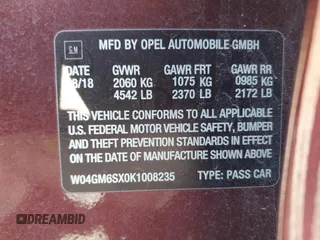 GM
MFD BY OPEL AUTOMOBILE GMBH
DATE GVWR GAWR FRT GAWR RR
/18 2060 KG 1075 KG 0985 KG
4542 LB 2370 LB 2172 LB
THIS VEHICLE CONFORMS TO ALL APPLICABLE
U.S. FEDERAL MOTOR VEHICLE SAFETY, BUMPER
AND THEFT PREVENTION STANDARDS IN EFFECT
ON THE DATE OF MANUFACTURE SHOWN ABOVE
W04GM6SX0K1008235 TYPE: PASS CAR
DREAMBID